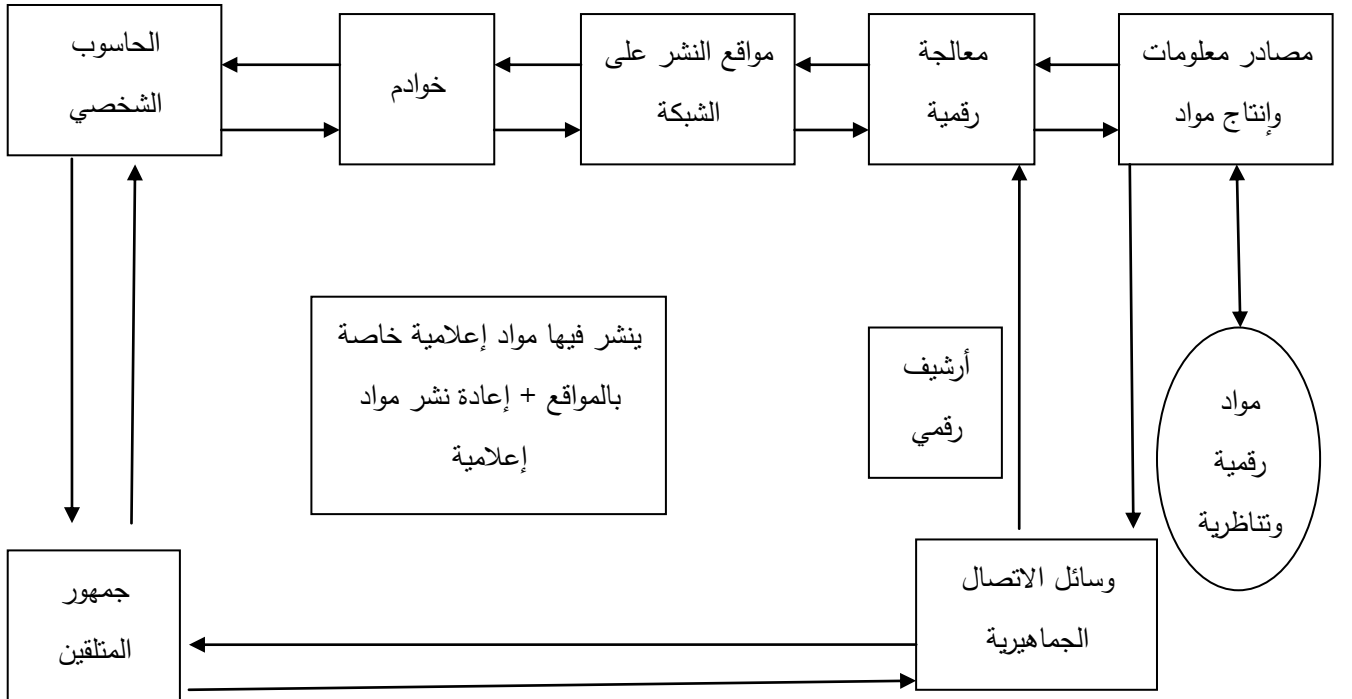 مصادر معلومات
وإنتاج مواد
معالجة
رقمية
مواقع النشر على
الشبكة
خوادم
الحاسوب
الشخصي
ينشر فيها مواد إعلامية خاصة
بالمواقع + إعادة نشر مواد
إعلامية
أرشيف
رقمي
مواد
رقمية
وتناظرية
وسائل الاتصال
الجماهيرية
جمهور
المتلقين